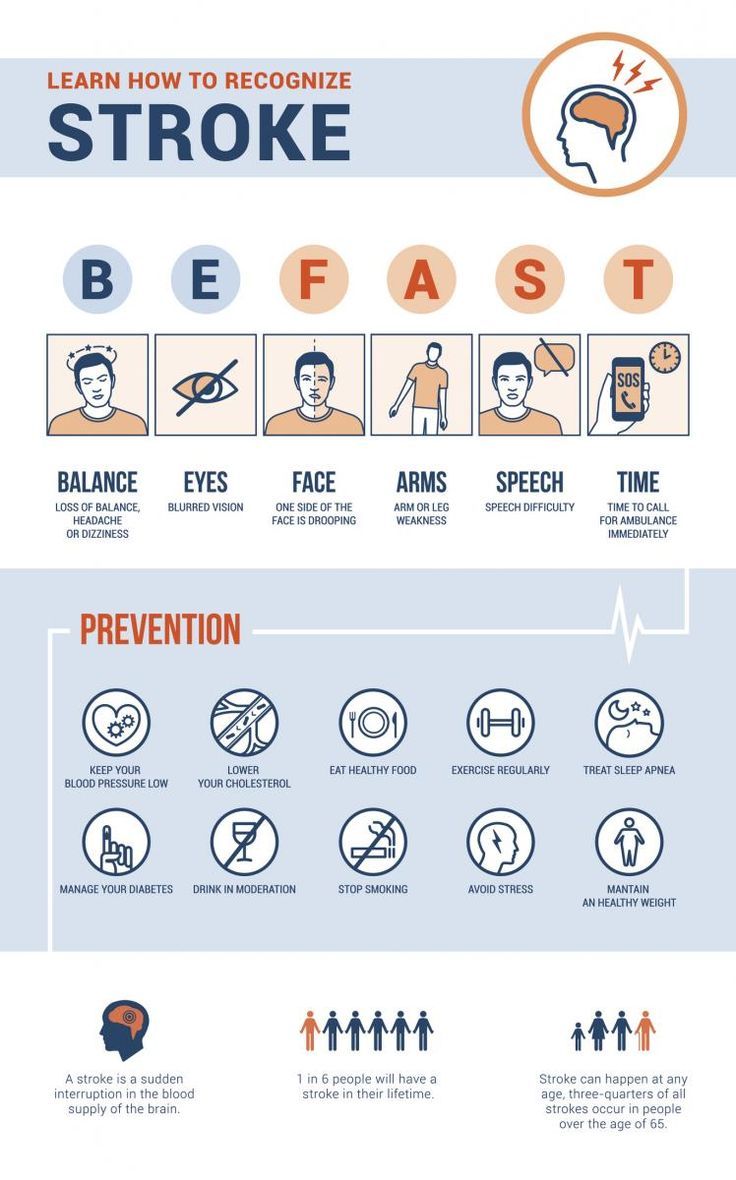 LEARN HOW TO RECOGNIZE
STROKE
B E F A S T
SOS
BALANCE
LOSS OF BALANCE,
HEADACHE
OR DIZZINESS
EYES
BLURRED VISION
FACE
ONE SIDE OF THE
FACE IS DROOPING
ARMS
ARM OR LEG
WEAKNESS
SPEECH
SPEECH DIFFICULTY
TIME
TIME TO CALL
FOR AMBULANCE
IMMEDIATELY
PREVENTION
KEEP YOUR
BLOOD PRESSURE LOW
LOWER
YOUR CHOLESTEROL
EAT HEALTHY FOOD
EXERCISE REGULARLY
TREAT SLEEP APNEA
MANAGE YOUR DIABETES
DRINK IN MODERATION
STOP SMOKING
AVOID STRESS
MANTAIN
AN HEALTHY WEIGHT
A stroke is a sudden
interruption in the blood
supply of the brain.
1 in 6 people will have a
stroke in their lifetime.
Stroke can happen at any
age, three-quarters of all
strokes occur in people
over the age of 65.